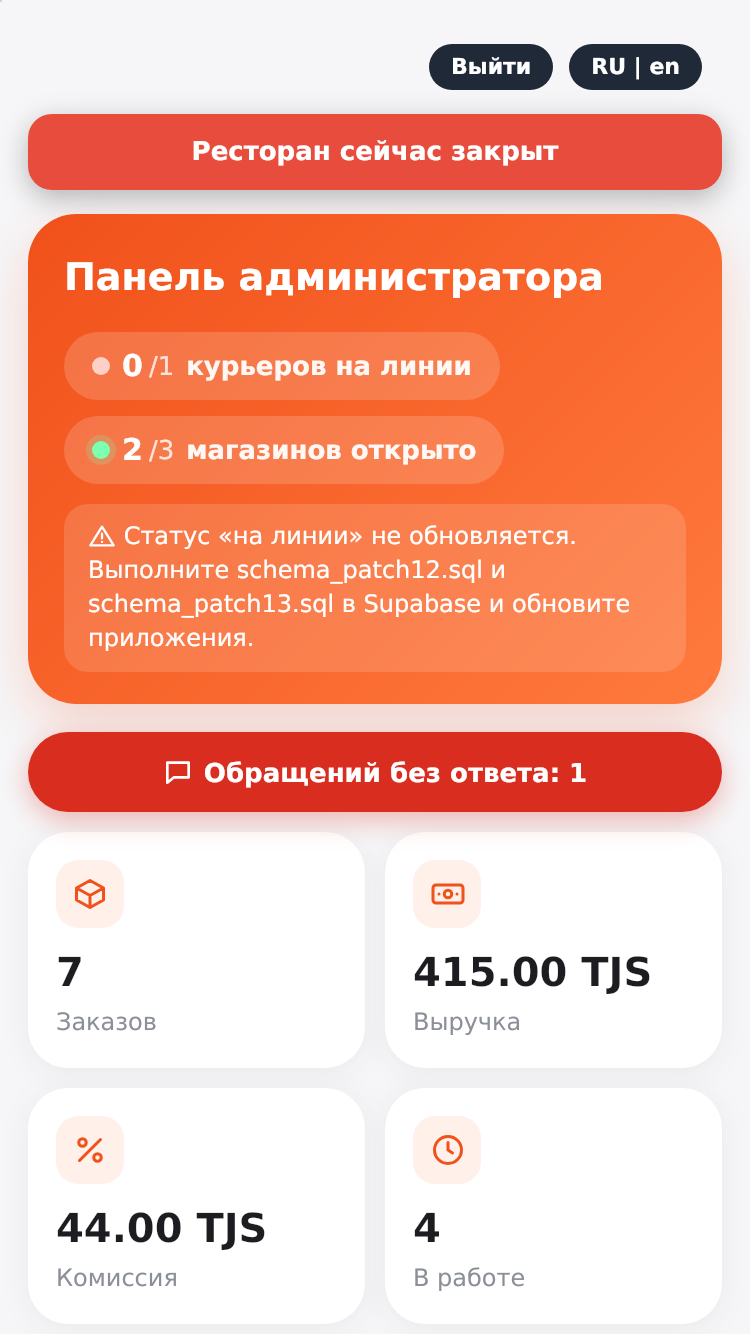 Выйти
RU | en
Ресторан сейчас закрыт
Панель администратора
0 /1 курьеров на линии
2 /3 магазинов открыто
Статус «на линии» не обновляется.
Выполните schema_patch12.sql и
schema_patch13.sql в Supabase и обновите
приложения.
Обращений без ответа: 1
7
Заказов
415.00 TJS
Выручка
44.00 TJS
Комиссия
4
В работе